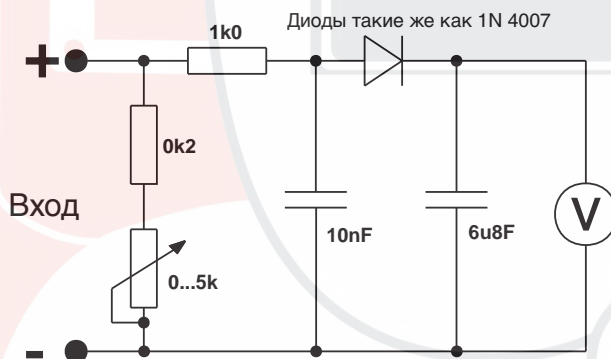 Диоды такие же как 1N 4007
1k0
+
0k2
Вход
10nF
6u8F
V
0...5k
-